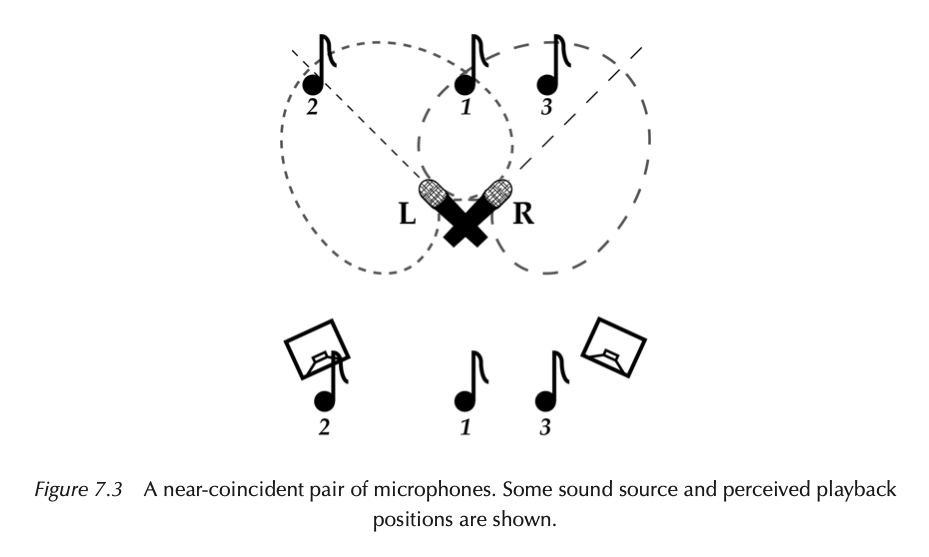 2 1 3
L R
2 1 3
Figure 7.3 A near-coincident pair of microphones. Some sound source and perceived playback
positions are shown.